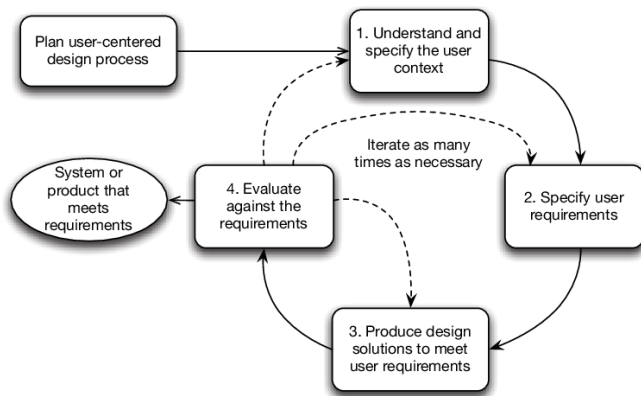 Plan user-centered
design process
1. Understand and
specify the user
context
Iterate as many
times as necessary
System or
product that
meets
requirements
4. Evaluate
against the
requirements
2. Specify user
requirements
3. Produce design
solutions to meet
user requirements